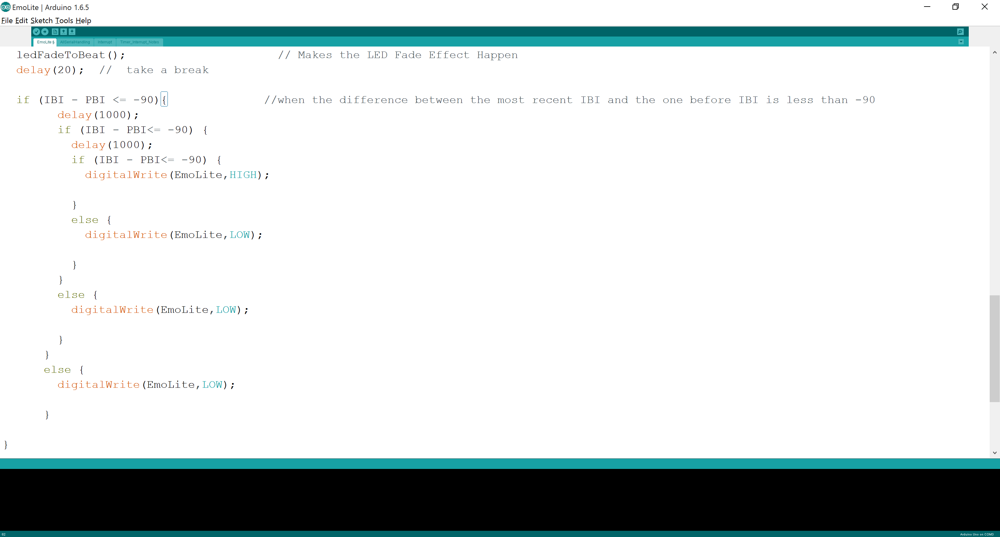 EmoLite | Arduino 1.6.5
File Edit Sketch Tools Help
EmoLite § AllSerialHandling Interrupt Timer_Interrupt_Notes
ledFadeToBeat(); // Makes the LED Fade Effect Happen
delay(20); // take a break
if (IBI - PBI <= -90){ //when the difference between the most recent IBI and the one before IBI is less than -90
delay(1000);
if (IBI - PBI<= -90) {
delay(1000);
if (IBI - PBI<= -90) {
digitalWrite(EmoLite,HIGH);
}
else {
digitalWrite(EmoLite,LOW);
}
}
else {
digitalWrite(EmoLite,LOW);
}
}
else {
digitalWrite(EmoLite,LOW);
}
}
82 Arduino Uno on COM3